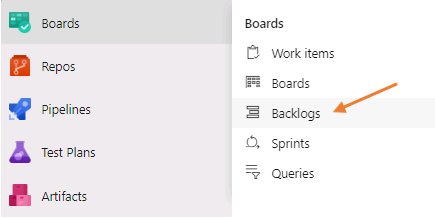 Boards
Repos
Pipelines
Test Plans
Artifacts
Boards
Work items
Boards
Backlogs
Sprints
Queries